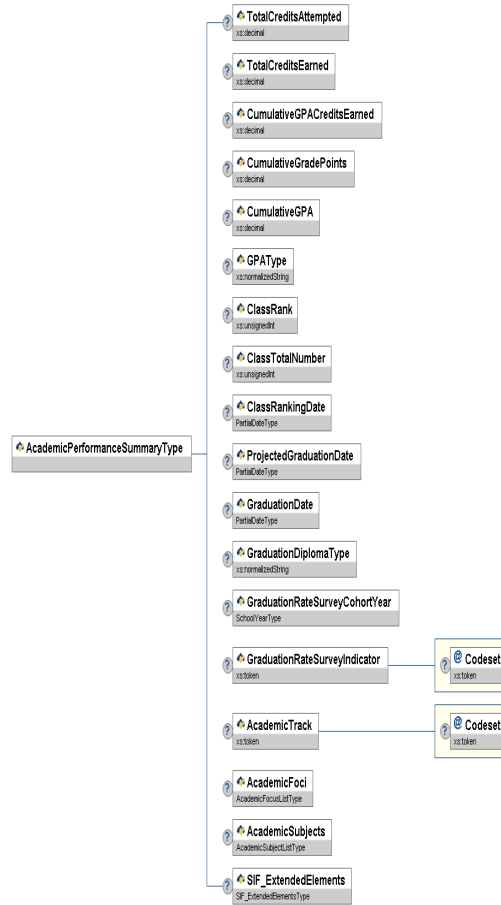 TotalCreditsAttempted
xs:decimal
TotalCreditsEarned
xs:decimal
CumulativeGPACreditsEarned
xs:decimal
CumulativeGradePoints
xs:decimal
CumulativeGPA
xs:decimal
GPAType
xs:normalizedString
ClassRank
xs:unsignedInt
ClassTotalNumber
xs:unsignedInt
ClassRankingDate
PartialDateType
AcademicPerformanceSummaryType
ProjectedGraduationDate
PartialDateType
GraduationDate
PartialDateType
GraduationDiplomaType
xs:normalizedString
GraduationRateSurveyCohortYear
SchoolYearType
GraduationRateSurveyIndicator
xs:token
@ Codeset
xs:token
AcademicTrack
xs:token
@ Codeset
xs:token
AcademicFoci
AcademicFocusListType
AcademicSubjects
AcademicSubjectListType
SIF_ExtendedElements
SIF_ExtendedElementsType